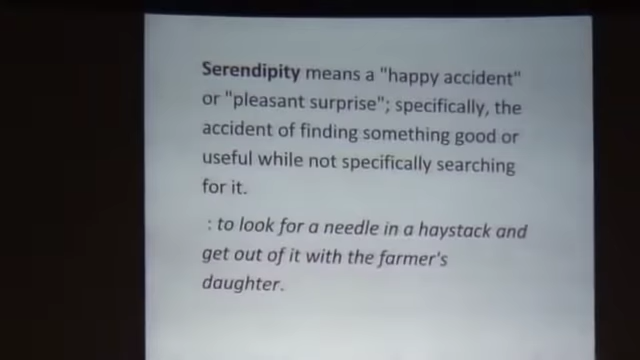 Serendipity means a "happy accident"
or "pleasant surprise"; specifically, the
accident of finding something good or
useful while not specifically searching
for it.
: to look for a needle in a haystack and
get out of it with the farmer's
daughter.